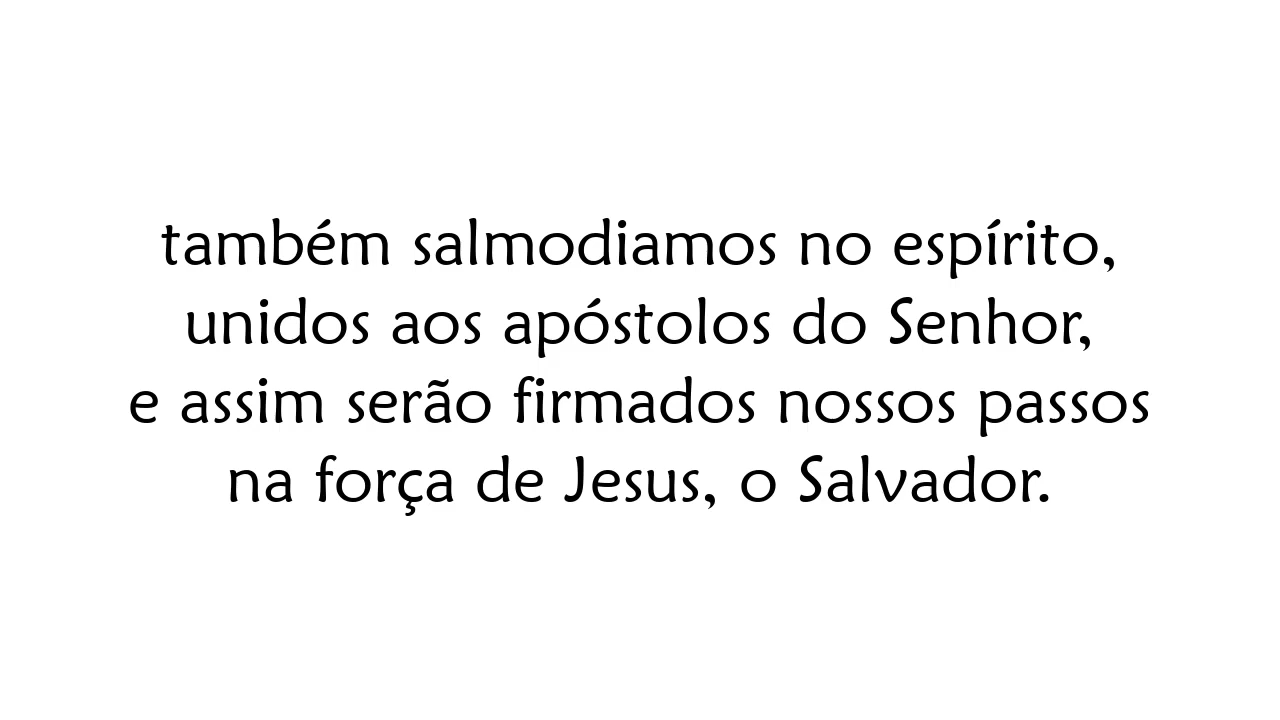 também salmodiamos no espírito,
unidos aos apóstolos do Senhor,
e assim serão firmados nossos passos
na força de Jesus, o Salvador.